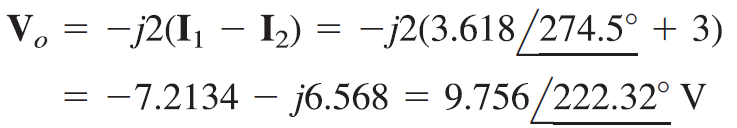 V_o = −j2(I_1 − I_2) = −j2(3.618/274.5° + 3)
= −7.2134 − j6.568 = 9.756/222.32° V